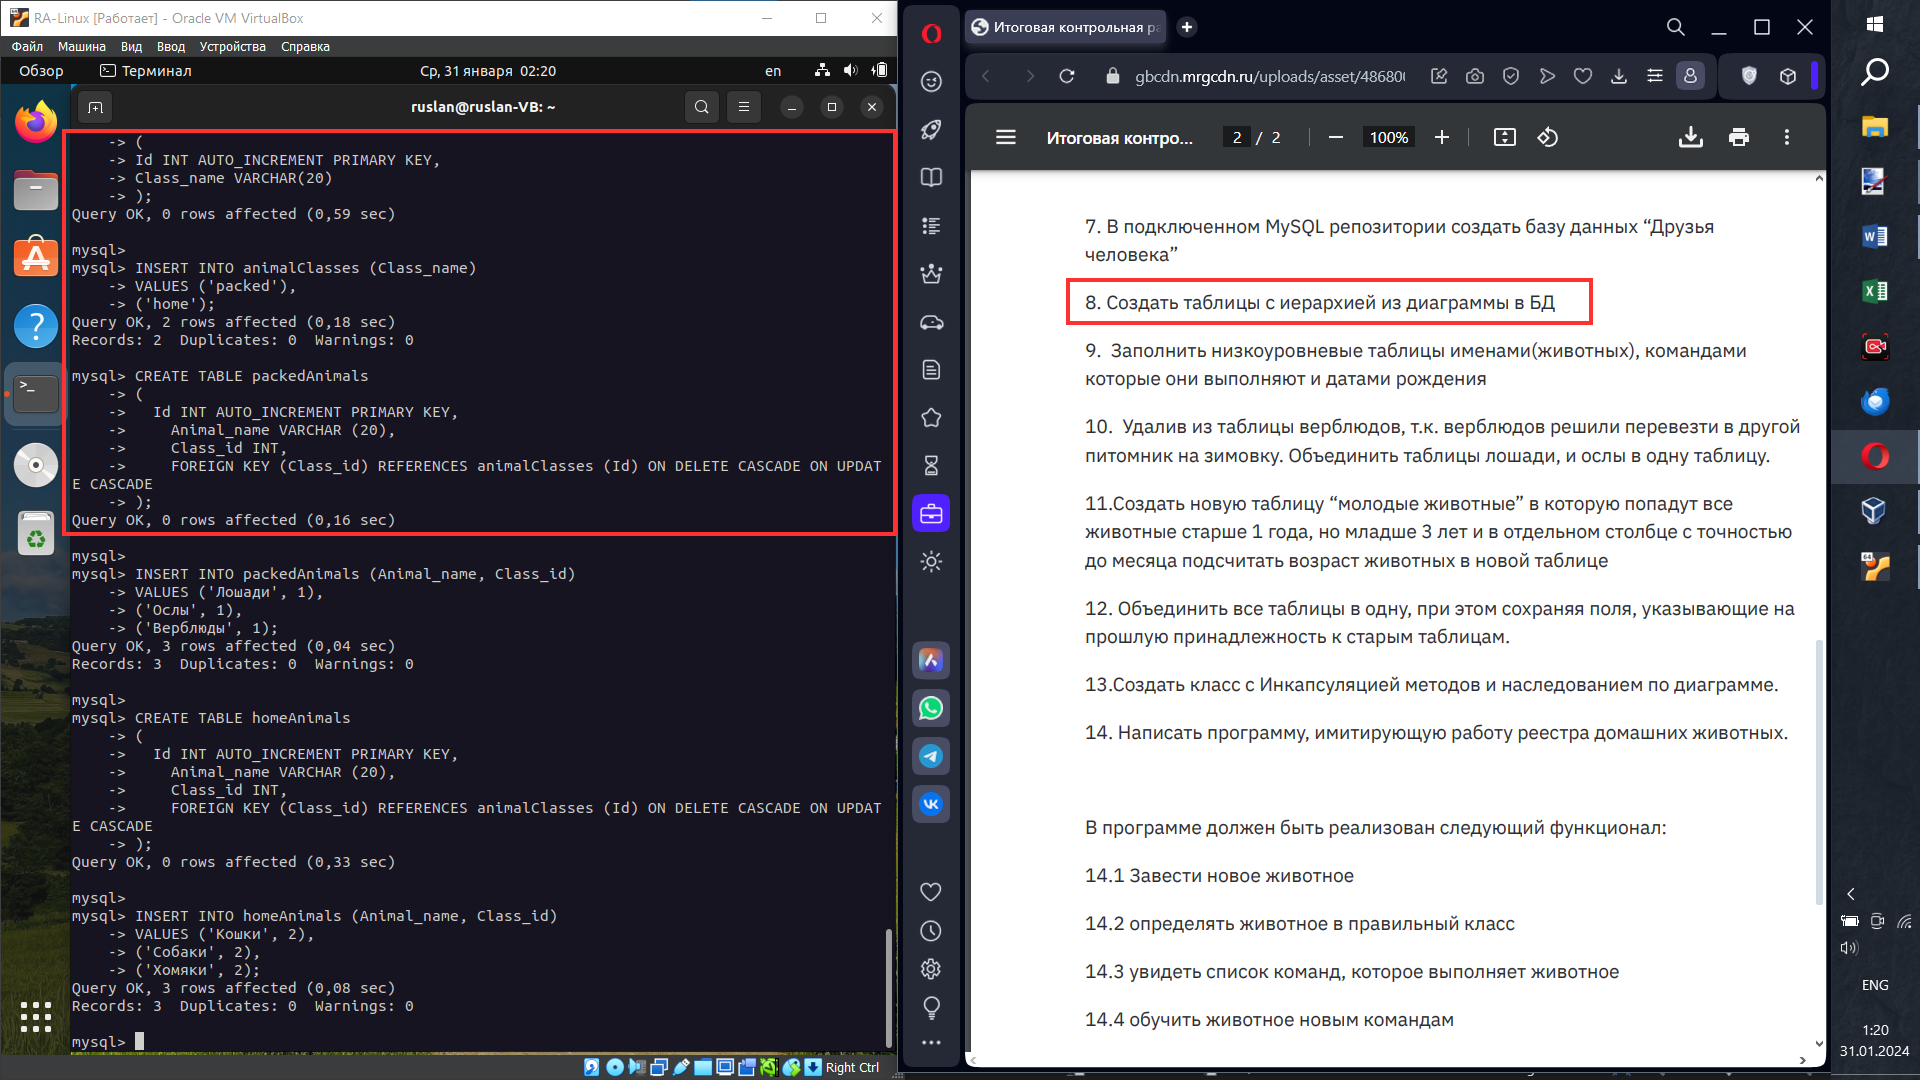 RA-Linux [Работает] - Oracle VM VirtualBox
Файл Машина Вид Ввод Устройства Справка
Обзор Терминал Ср, 31 января 02:20 en
ruslan@ruslan-VB: ~
-> (
-> Id INT AUTO_INCREMENT PRIMARY KEY,
-> Class_name VARCHAR(20)
-> );
Query OK, 0 rows affected (0,59 sec)
mysql>
mysql> INSERT INTO animalClasses (Class_name)
-> VALUES ('packed'),
-> ('home');
Query OK, 2 rows affected (0,18 sec)
Records: 2 Duplicates: 0 Warnings: 0
mysql> CREATE TABLE packedAnimals
-> (
-> Id INT AUTO_INCREMENT PRIMARY KEY,
-> Animal_name VARCHAR (20),
-> Class_id INT,
-> FOREIGN KEY (Class_id) REFERENCES animalClasses (Id) ON DELETE CASCADE ON UPDAT
E CASCADE
-> );
Query OK, 0 rows affected (0,16 sec)
mysql>
mysql> INSERT INTO packedAnimals (Animal_name, Class_id)
-> VALUES ('Лошади', 1),
-> ('Ослы', 1),
-> ('Верблюды', 1);
Query OK, 3 rows affected (0,04 sec)
Records: 3 Duplicates: 0 Warnings: 0
mysql>
mysql> CREATE TABLE homeAnimals
-> (
-> Id INT AUTO_INCREMENT PRIMARY KEY,
-> Animal_name VARCHAR (20),
-> Class_id INT,
-> FOREIGN KEY (Class_id) REFERENCES animalClasses (Id) ON DELETE CASCADE ON UPDAT
E CASCADE
-> );
Query OK, 0 rows affected (0,33 sec)
mysql>
mysql> INSERT INTO homeAnimals (Animal_name, Class_id)
-> VALUES ('Кошки', 2),
-> ('Собаки', 2),
-> ('Хомяки', 2);
Query OK, 3 rows affected (0,08 sec)
Records: 3 Duplicates: 0 Warnings: 0
mysql>
Right Ctrl
Итоговая контрольная ра
gbcdn.mrgcdn.ru/uploads/asset/486800
Итоговая контро... 2 / 2 100%
7. В подключенном MySQL репозитории создать базу данных “Друзья
человека”
8. Создать таблицы с иерархией из диаграммы в БД
9. Заполнить низкоуровневые таблицы именами(животных), командами
которые они выполняют и датами рождения
10. Удалив из таблицы верблюдов, т.к. верблюдов решили перевезти в другой
питомник на зимовку. Объединить таблицы лошади, и ослы в одну таблицу.
11.Создать новую таблицу “молодые животные” в которую попадут все
животные старше 1 года, но младше 3 лет и в отдельном столбце с точностью
до месяца подсчитать возраст животных в новой таблице
12. Объединить все таблицы в одну, при этом сохраняя поля, указывающие на
прошлую принадлежность к старым таблицам.
13.Создать класс с Инкапсуляцией методов и наследованием по диаграмме.
14. Написать программу, имитирующую работу реестра домашних животных.
В программе должен быть реализован следующий функционал:
14.1 Завести новое животное
14.2 определять животное в правильный класс
14.3 увидеть список команд, которое выполняет животное
14.4 обучить животное новым командам
64
ENG
1:20
31.01.2024